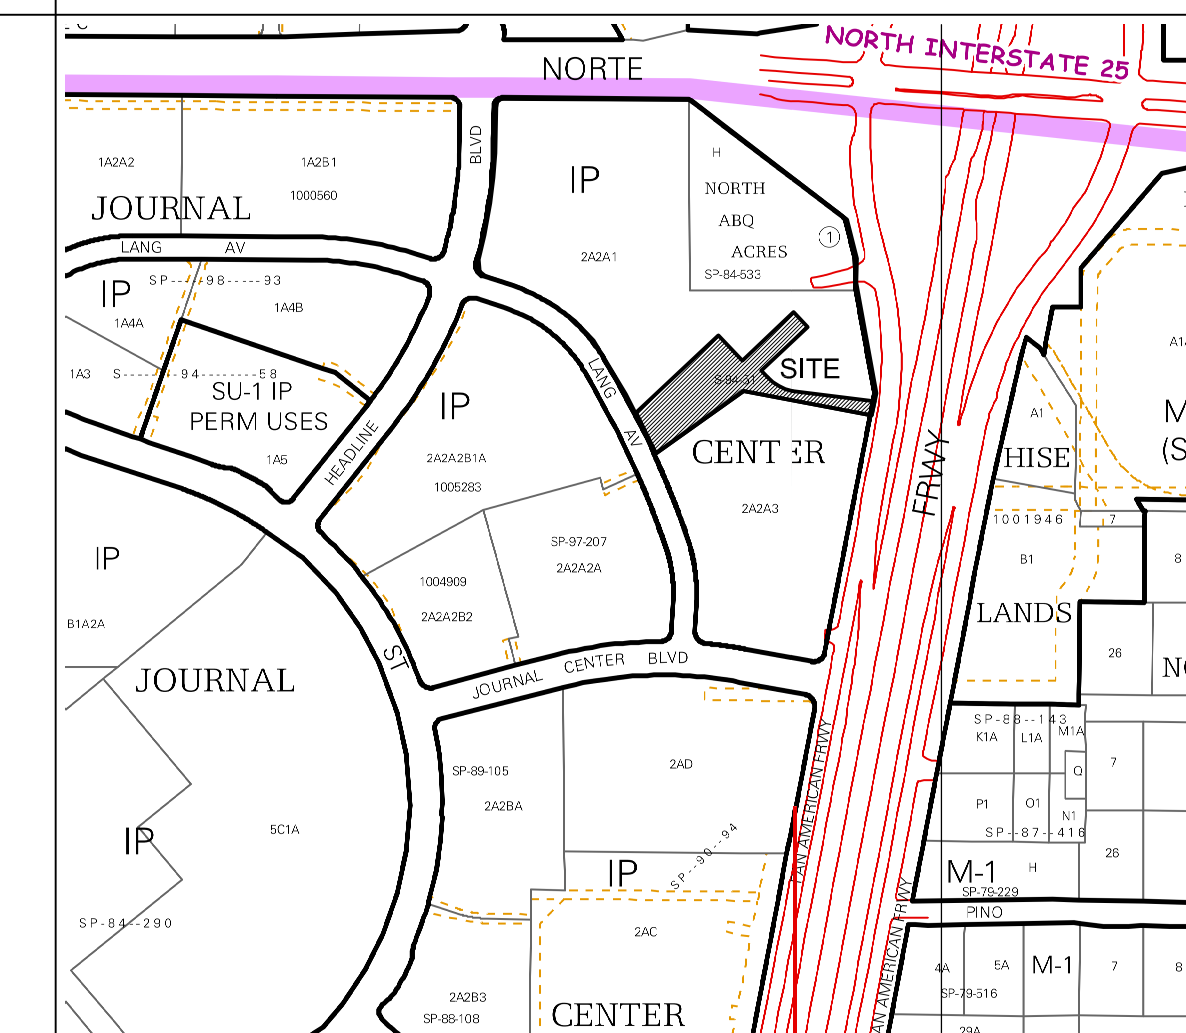 NORTH INTERSTATE 25
NORTE
BLVD
1A2A2
1A2B1
1000560
JOURNAL
LANG AV
IP
H
NORTH
ABQ
ACRES
SP-84-533
1
2A2A1
SP------98------93
IP
1A4B
1A4A
1A3
S---------94---------58
SU-1 IP
PERM USES
1A5
HEADLINE
IP
LANG
AV
S-94-31
SITE
CENTER
2A2A2B1A
1005283
2A2A3
FRWY
A1
HISE
1001946
7
B1
8
LANDS
26
IP
B1A2A
SP-97-207
2A2A2A
1004909
2A2A2B2
ST
JOURNAL CENTER BLVD
JOURNAL
SP-88--143
K1A
L1A
M1A
Q
7
P1
O1
N1
SP--87--416
26
SP-89-105
2A2BA
2AD
PAN AMERICAN FRWY
5C1A
IP
SP--90--94
IP
M-1
H
SP-79-229
PINO
SP-84--290
2AC
4A
5A
M-1
7
8
SP-79-516
29A
2A2B3
SP-88-108
CENTER